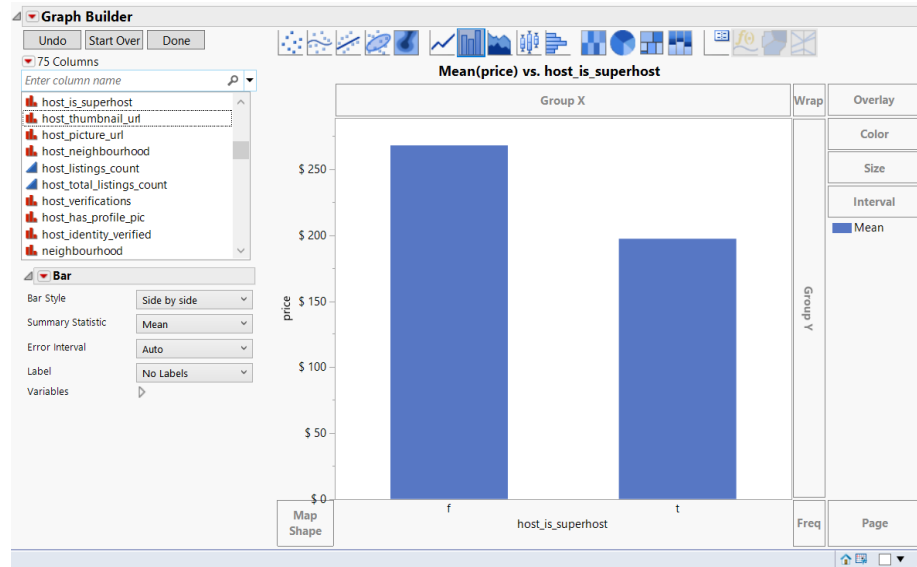 Graph Builder
Undo Start Over Done
75 Columns
Enter column name
host_is_superhost
host_thumbnail_url
host_picture_url
host_neighbourhood
host_listings_count
host_total_listings_count
host_verifications
host_has_profile_pic
host_identity_verified
neighbourhood
Bar
Bar Style Side by side
Summary Statistic Mean
Error Interval Auto
Label No Labels
Variables
Mean(price) vs. host_is_superhost
Group X
Wrap
Overlay
Color
Size
Interval
Mean
$ 250
$ 200
$ 150
$ 100
$ 50
$ 0
price
Group Y
f t
host_is_superhost
Map
Shape
Freq
Page